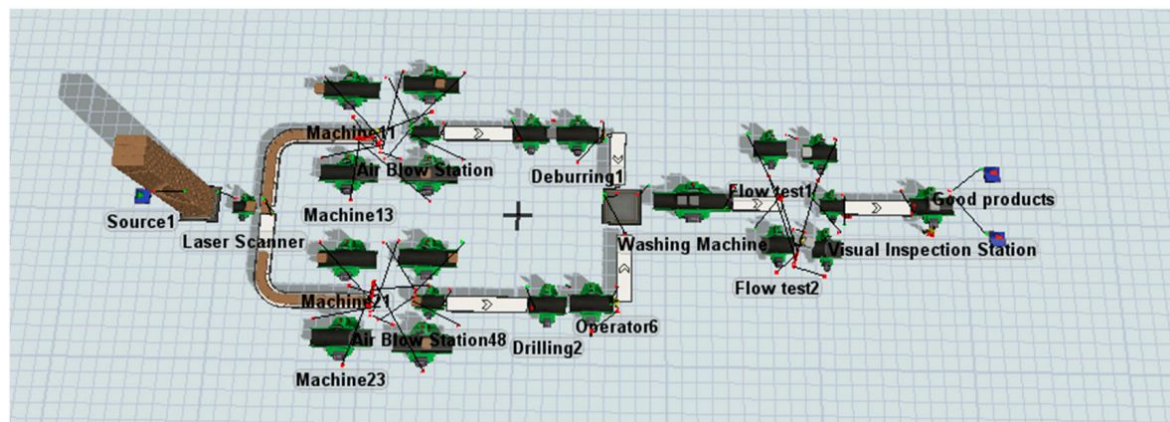 Machine11
Air Blow Station
Deburring1
Machine13
Source1
Laser Scanner
Flow test1
Good products
Washing Machine
Visual Inspection Station
Flow test2
Machine21
Air Blow Station48
Operator6
Drilling2
Machine23